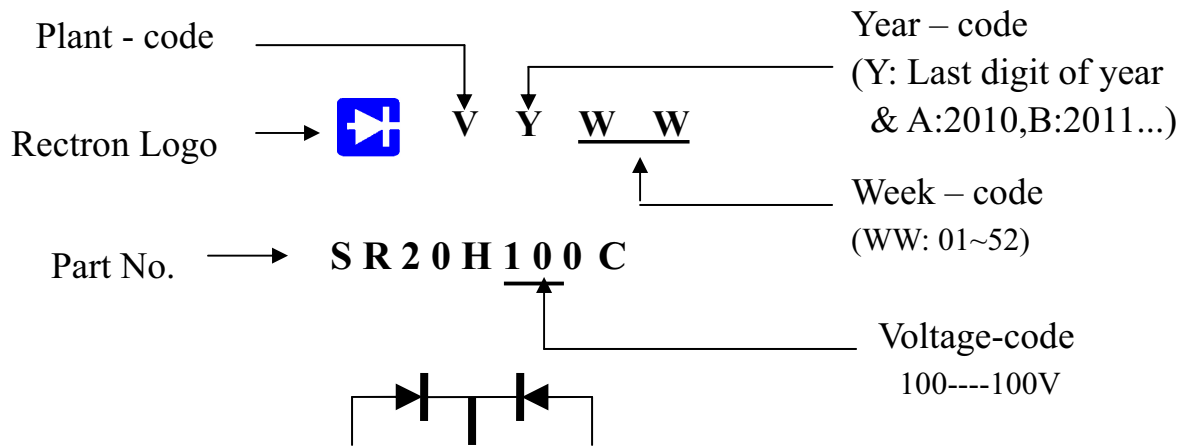 Plant - code
Year – code
(Y: Last digit of year
& A:2010,B:2011...)
V Y W W
Rectron Logo
Week – code
(WW: 01~52)
Part No.
S R 2 0 H 1 0 0 C
Voltage-code
100----100V